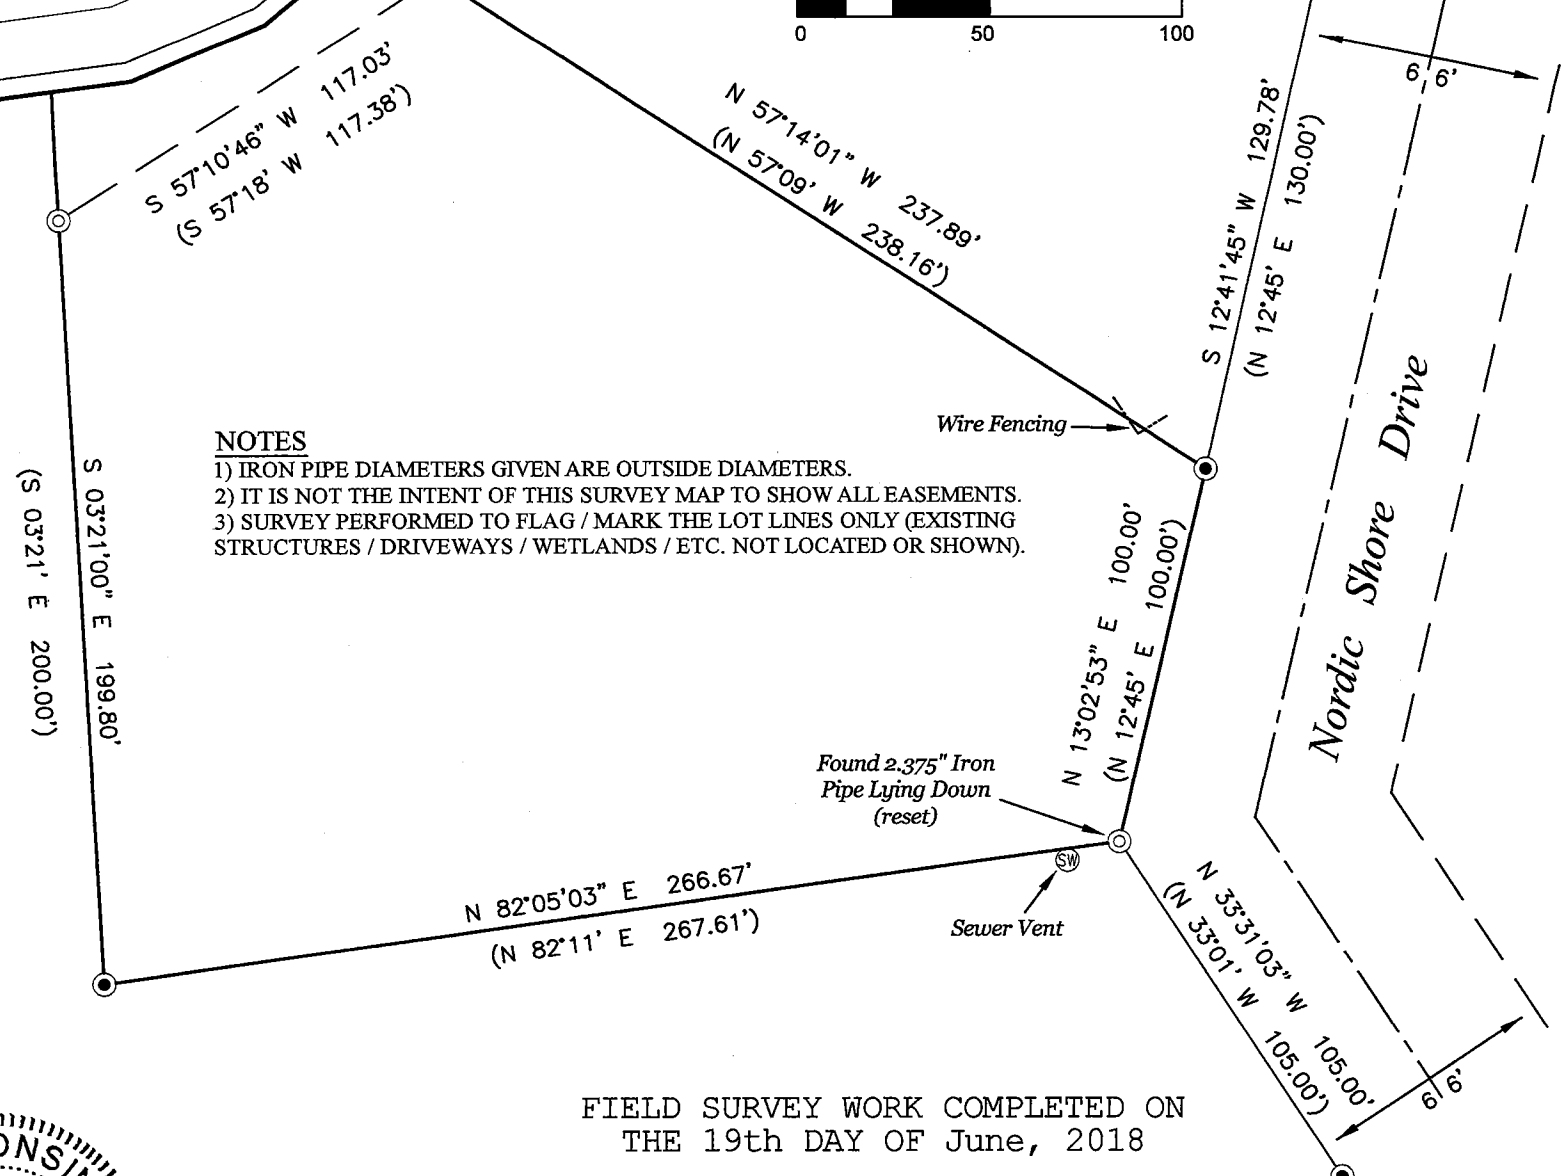 0 50 100
6' 6'
S 57°10'46" W 117.03'
(S 57°18' W 117.38')
N 57°14'01" W 237.89'
(N 57°09' W 238.16')
S 12°41'45" W 129.78'
(N 12°45' E 130.00')
Wire Fencing
NOTES
1) IRON PIPE DIAMETERS GIVEN ARE OUTSIDE DIAMETERS.
2) IT IS NOT THE INTENT OF THIS SURVEY MAP TO SHOW ALL EASEMENTS.
3) SURVEY PERFORMED TO FLAG / MARK THE LOT LINES ONLY (EXISTING
STRUCTURES / DRIVEWAYS / WETLANDS / ETC. NOT LOCATED OR SHOWN).
S 03°21'00" E 199.80'
(S 03°21' E 200.00')
N 13°02'53" E 100.00'
(N 12°45' E 100.00')
Nordic Shore Drive
Found 2.375" Iron
Pipe Lying Down
(reset)
SW
Sewer Vent
N 82°05'03" E 266.67'
(N 82°11' E 267.61')
N 33°31'03" W 105.00'
(N 33°01' W 105.00')
6' 6'
FIELD SURVEY WORK COMPLETED ON
THE 19th DAY OF June, 2018